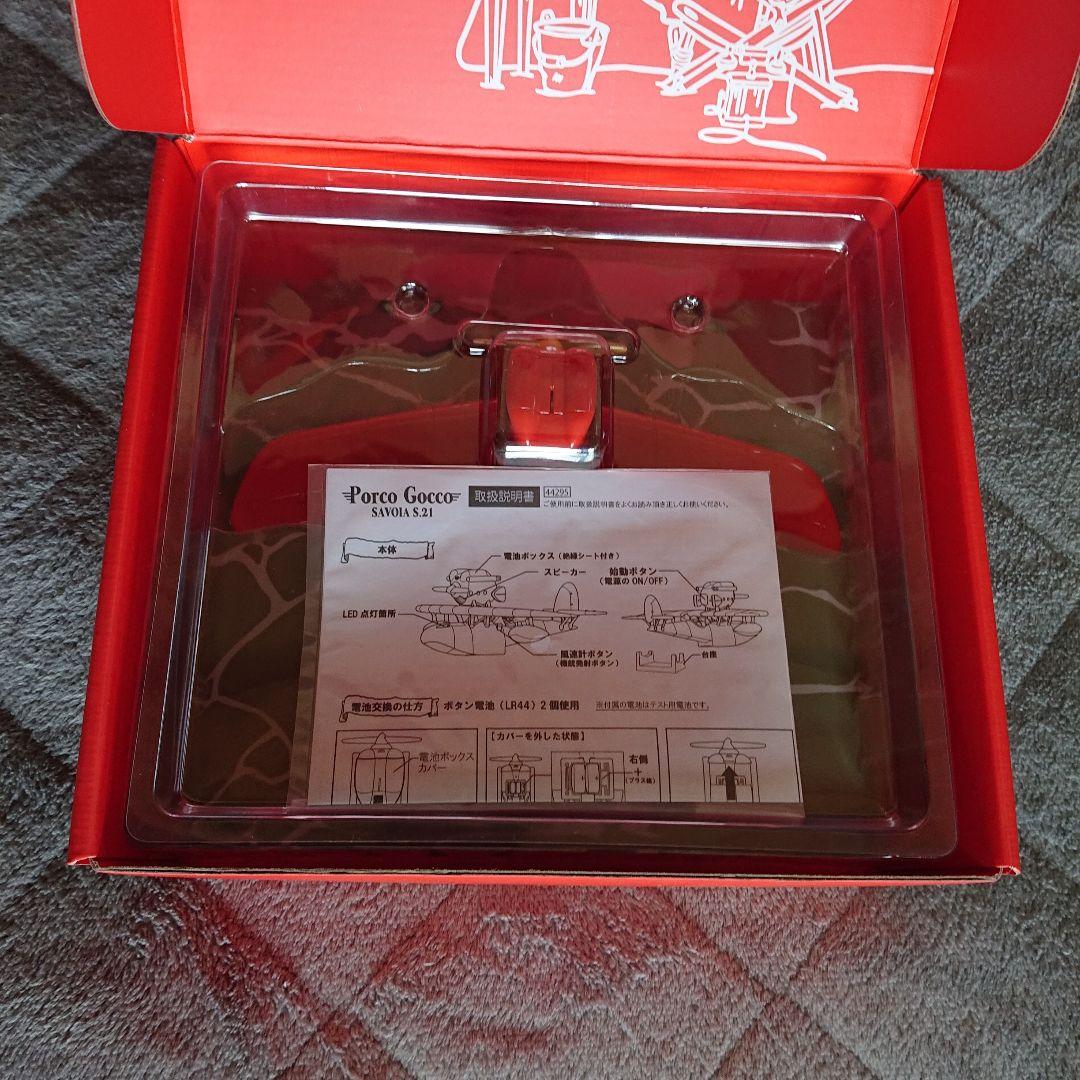 Porco Gocco 取扱説明書 44295
SAVOIA S.21 ご使用前に取扱説明書をよくお読み頂き正しくお使いください。
本体
電池ボックス（絶縁シート付き）
スピーカー
始動ボタン
（電源の ON/OFF）
LED 点灯箇所
風速計ボタン
（機銃発射ボタン）
台座
電池交換の仕方 ボタン電池（LR44）2個使用 ※付属の電池はテスト用電池です。
電池ボックス
カバー
【カバーを外した状態】
右側
＋
（プラス極）